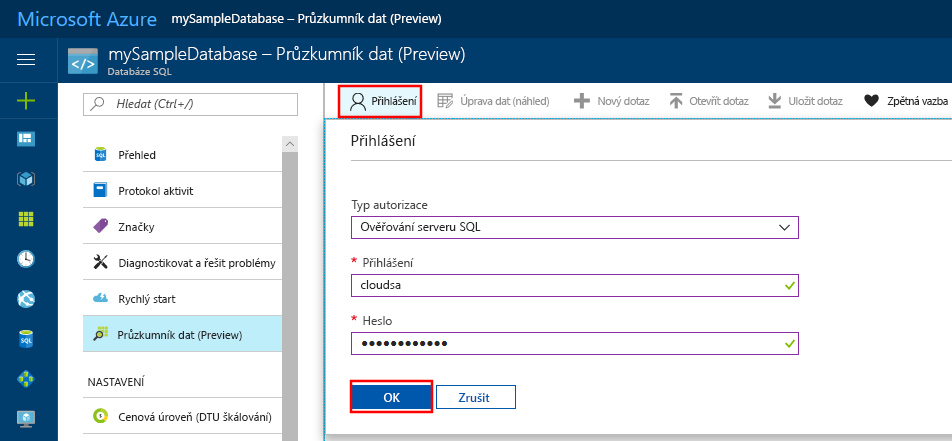 Microsoft Azure mySampleDatabase – Průzkumník dat (Preview)
mySampleDatabase – Průzkumník dat (Preview)
Databáze SQL
Hledat (Ctrl+/)
Přehled
Protokol aktivit
Značky
Diagnostikovat a řešit problémy
Rychlý start
Průzkumník dat (Preview)
NASTAVENÍ
Cenová úroveň (DTU škálování)
Přihlášení Úprava dat (náhled) Nový dotaz Otevřít dotaz Uložit dotaz Zpětná vazba
Přihlášení
Typ autorizace
Ověřování serveru SQL
* Přihlášení
cloudsa
* Heslo
••••••••••••
OK Zrušit